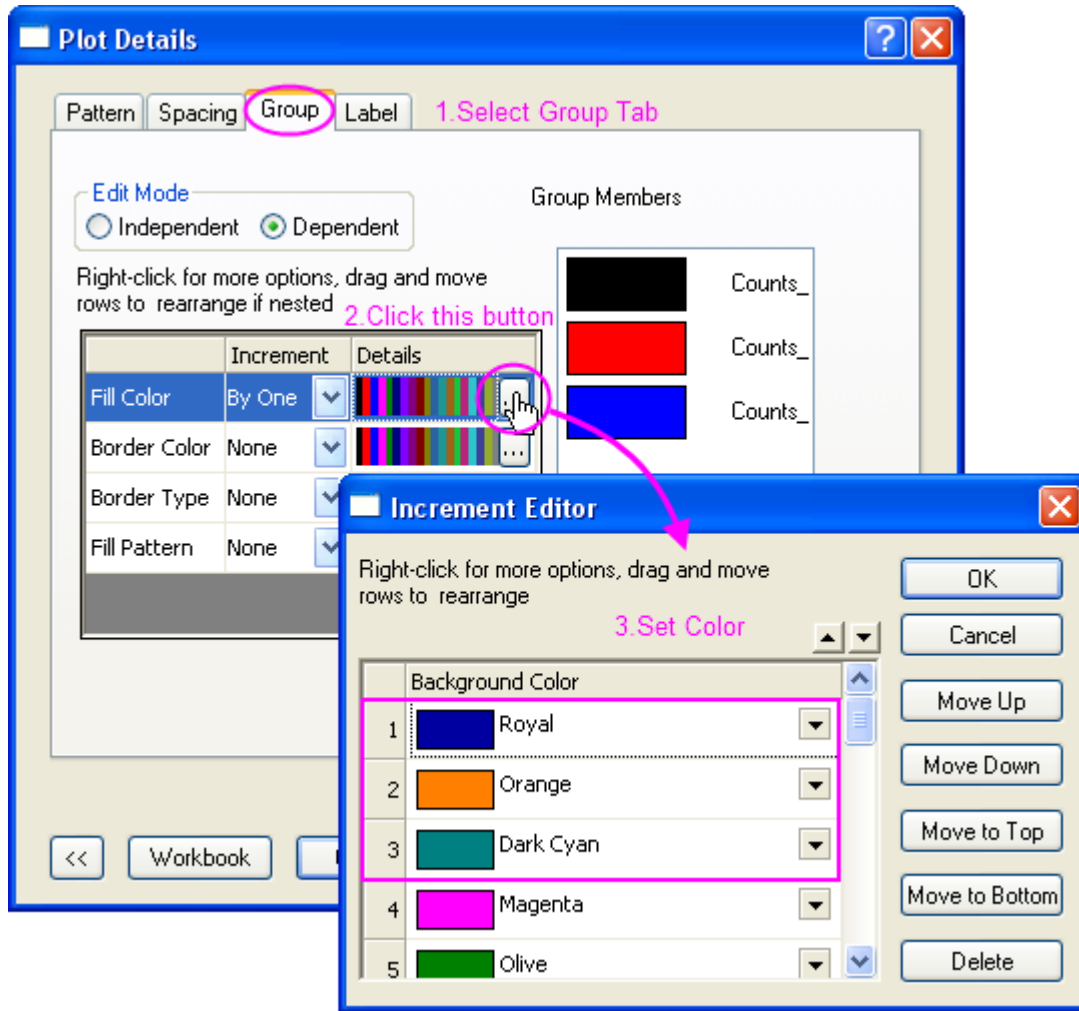 Plot Details
Pattern Spacing Group Label 1.Select Group Tab
Edit Mode
Independent Dependent
Group Members
Right-click for more options, drag and move
rows to rearrange if nested
2.Click this button
Counts_
Counts_
Counts_
Increment Details
Fill Color By One
Border Color None ...
Border Type None
Fill Pattern None
<< Workbook
Increment Editor
Right-click for more options, drag and move
rows to rearrange
3.Set Color
Background Color
1 Royal
2 Orange
3 Dark Cyan
4 Magenta
5 Olive
OK
Cancel
Move Up
Move Down
Move to Top
Move to Bottom
Delete